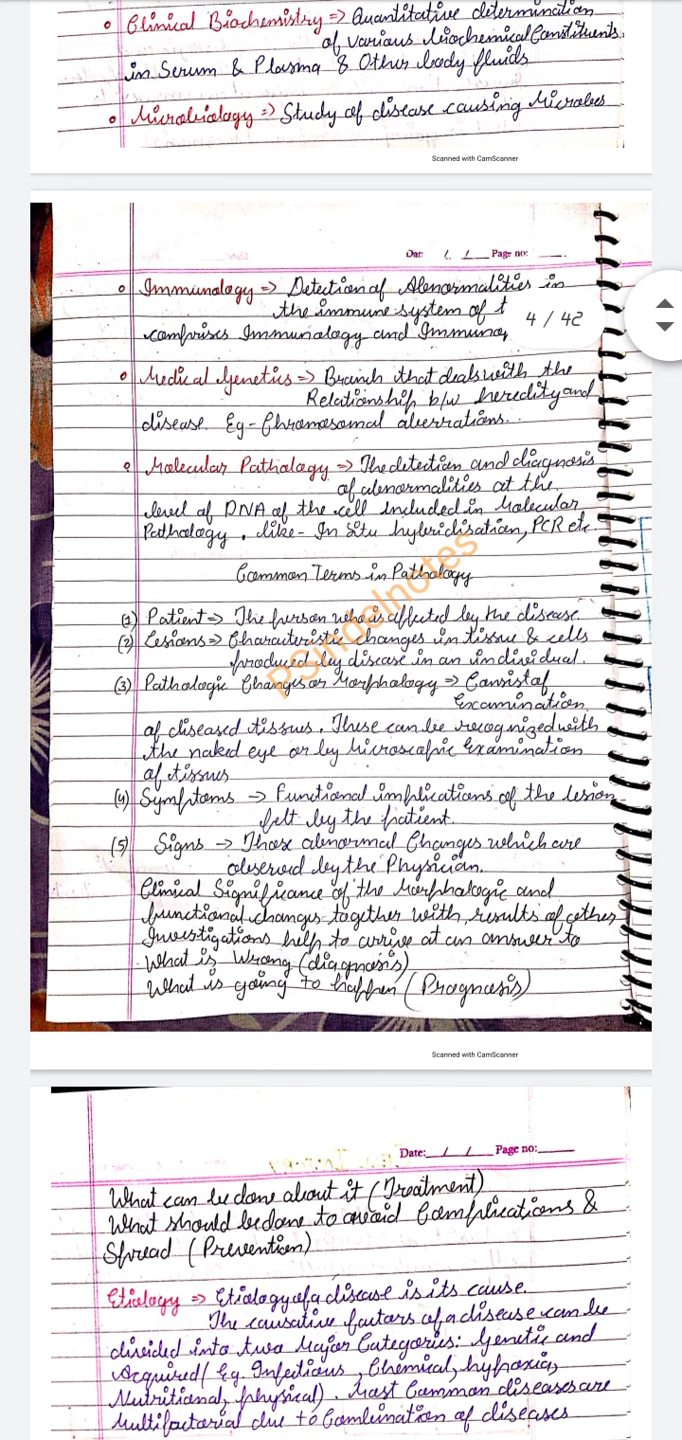 • Clinical Biochemistry => Quantitative determination
of various biochemical Constituents
in Serum & Plasma & Other body fluids
• Microbiology => Study of disease causing Microbes
Scanned with CamScanner
Dat: / / Page no:
• Immunology => Detection of Abnormalities in
the immune system of
4 / 42
comprises Immunology and
• Medical Genetics => Branch that deals with the
Relationship b/w heredity and
disease. Eg - Chromosomal aberrations.
• Molecular Pathology => The detection and diagnosis
of abnormalities at the
level of DNA of the cell included in Molecular
Pathology. like - In Situ hybridisation, PCR etc.
Common Terms in Pathology
PSindelnotes
(1) Patient => The person who is affected by the disease.
(2) Lesions => Characteristic changes in tissue & cells
produced by disease in an individual.
(3) Pathologic Changes or Morphology => Consist of
Examination
of diseased tissues. These can be recognized with
the naked eye or by Microscopic Examination
of tissues
(4) Symptoms -> Functional implications of the lesion
felt by the patient.
(5) Signs -> Those abnormal Changes which are
observed by the Physician.
Clinical Significance of the Morphologic and
functional changes together with results of other
Investigations help to arrive at an answer to
What is Wrong (diagnosis)
What is going to happen (Prognosis)
Scanned with CamScanner
Date: / / Page no:
What can be done about it (Treatment)
What should be done to avoid Complications &
Spread (Prevention)
Etiology => Etiology of a disease is its cause.
The causative factors of a disease can be
divided into two Major Categories: Genetic and
Acquired (Eg. Infectious, Chemical, hypoxia,
Nutritional, physical). Most Common diseases are
Multifactorial due to Combination of diseases